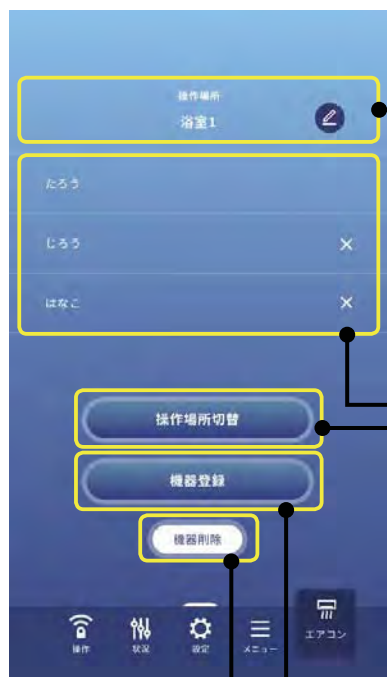 操作場所
浴室1
たろう
じろう
はなこ
操作場所切替
機器登録
機器削除
操作
状況
設定
メニュー
エアコン